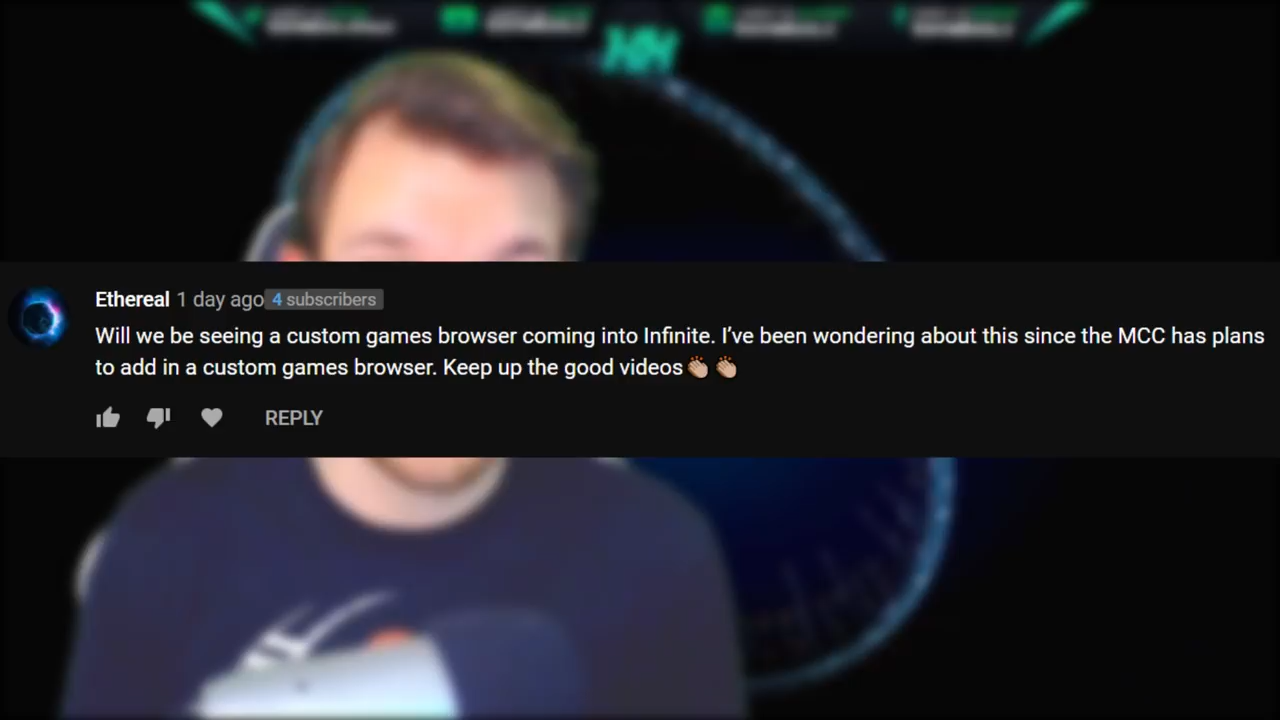 Ethereal 1 day ago 4 subscribers
Will we be seeing a custom games browser coming into Infinite. I’ve been wondering about this since the MCC has plans
to add in a custom games browser. Keep up the good videos👏🏼 👏🏼
REPLY